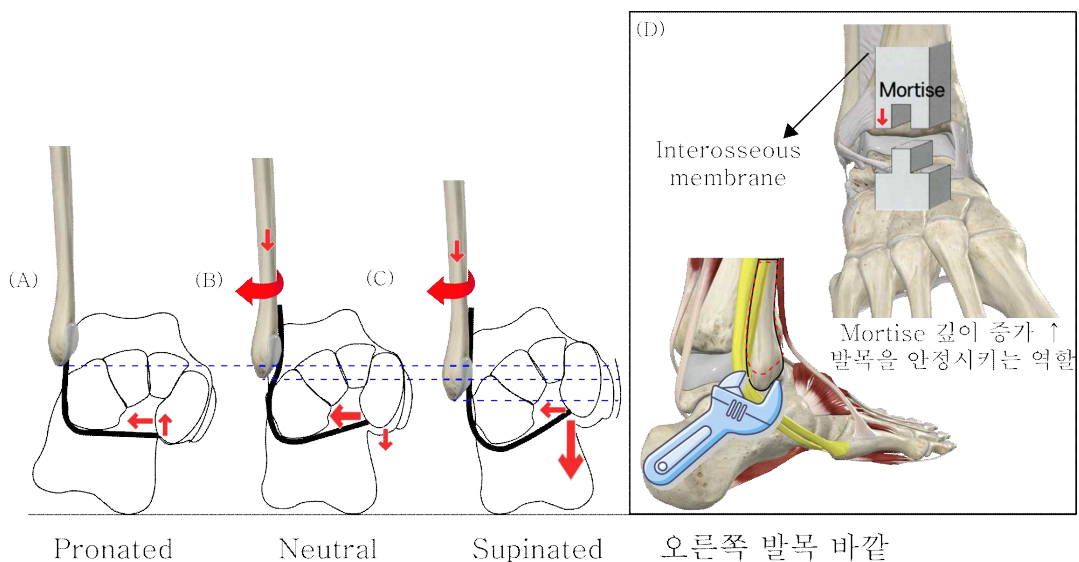 (A)
(B)
(C)
(D)
Mortise
Interosseous
membrane
Mortise 깊이 증가 ↑
발목을 안정시키는 역할
Pronated
Neutral
Supinated
오른쪽 발목 바깥